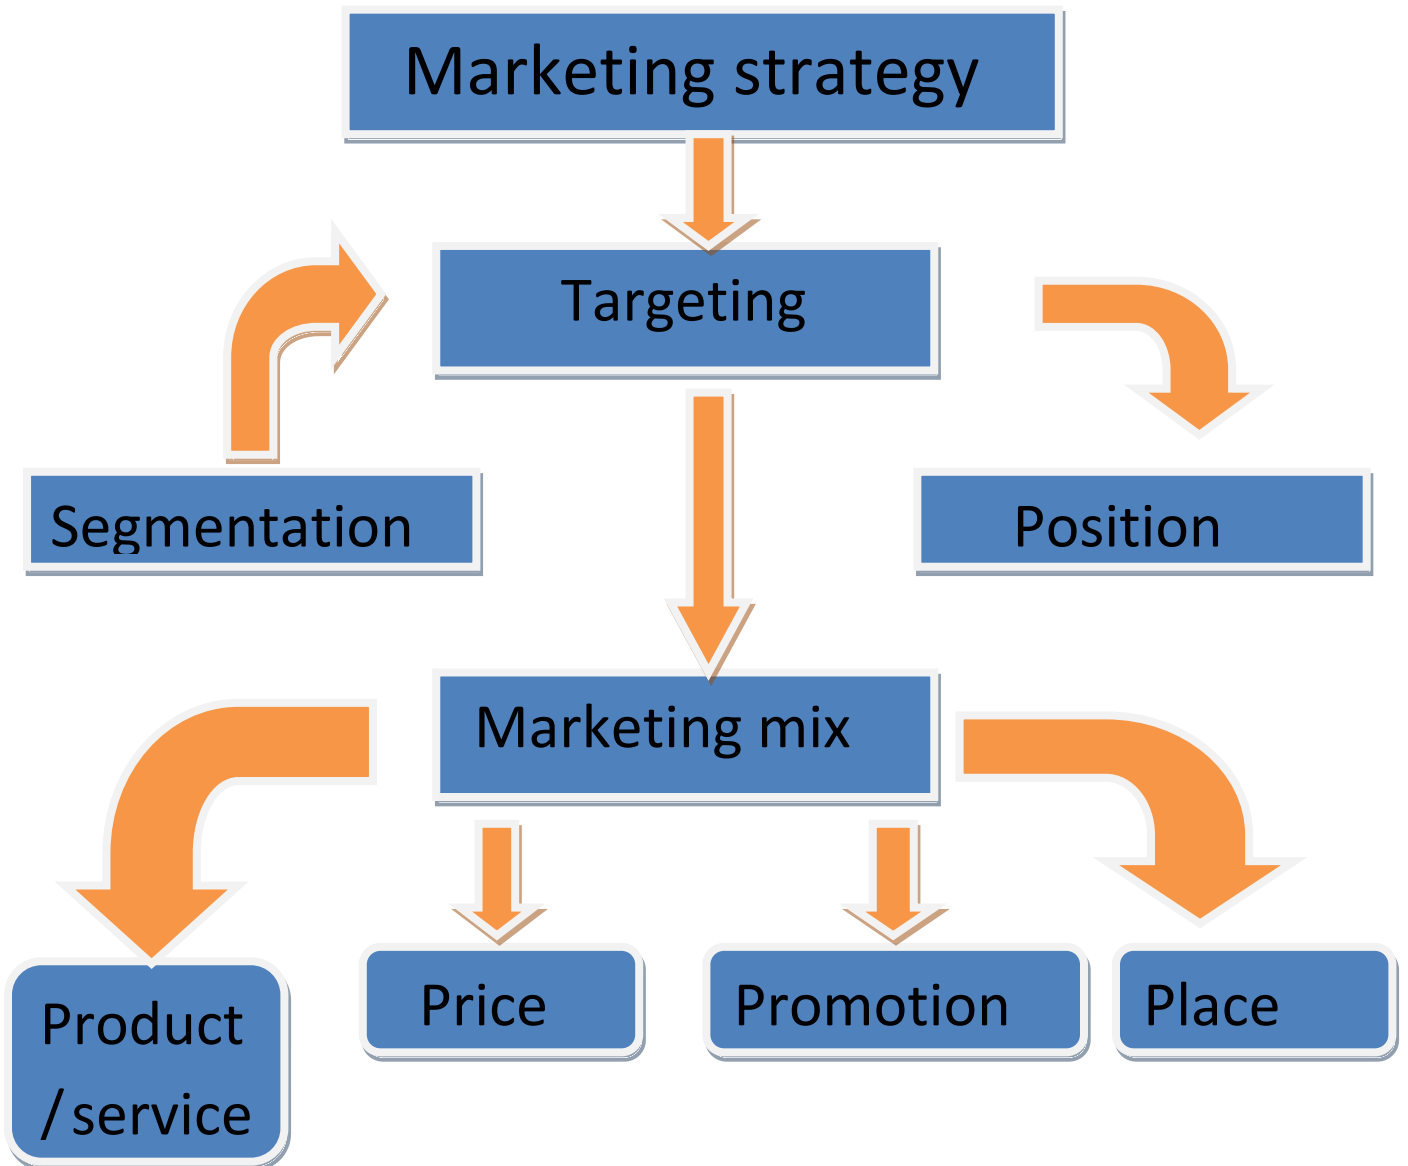 Marketing strategy
Targeting
Segmentation
Position
Marketing mix
Product
/service
Price
Promotion
Place